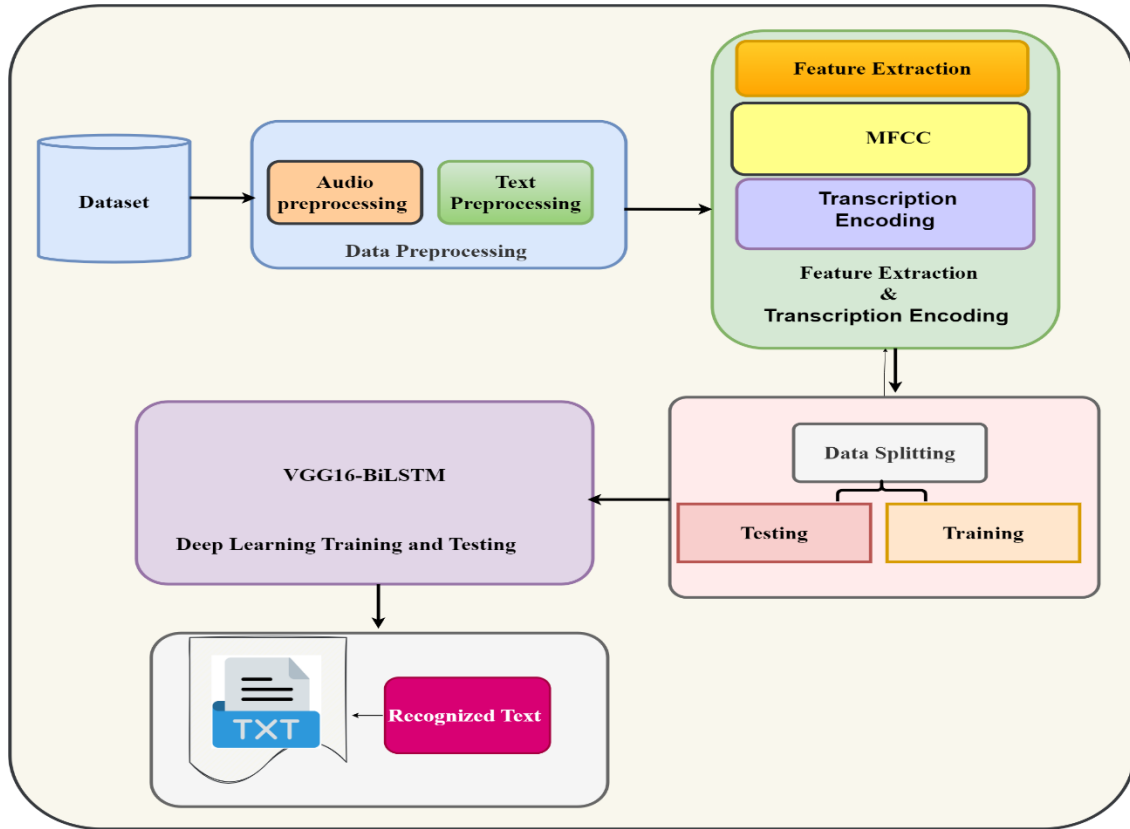 Dataset
Audio
preprocessing
Text
Preprocessing
Data Preprocessing
Feature Extraction
MFCC
Transcription
Encoding
Feature Extraction
&
Transcription Encoding
Data Splitting
Testing
Training
VGG16-BiLSTM
Deep Learning Training and Testing
TXT
Recognized Text